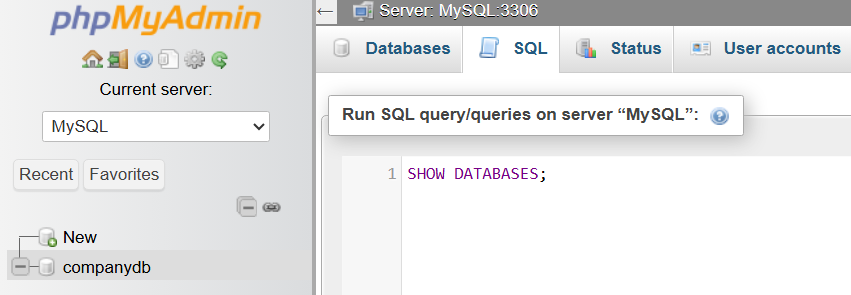 phpMyAdmin
Current server:
MySQL
Recent
Favorites
New
companydb
Server: MySQL:3306
Databases
SQL
Status
User accounts
Run SQL query/queries on server “MySQL”:
1 SHOW DATABASES;